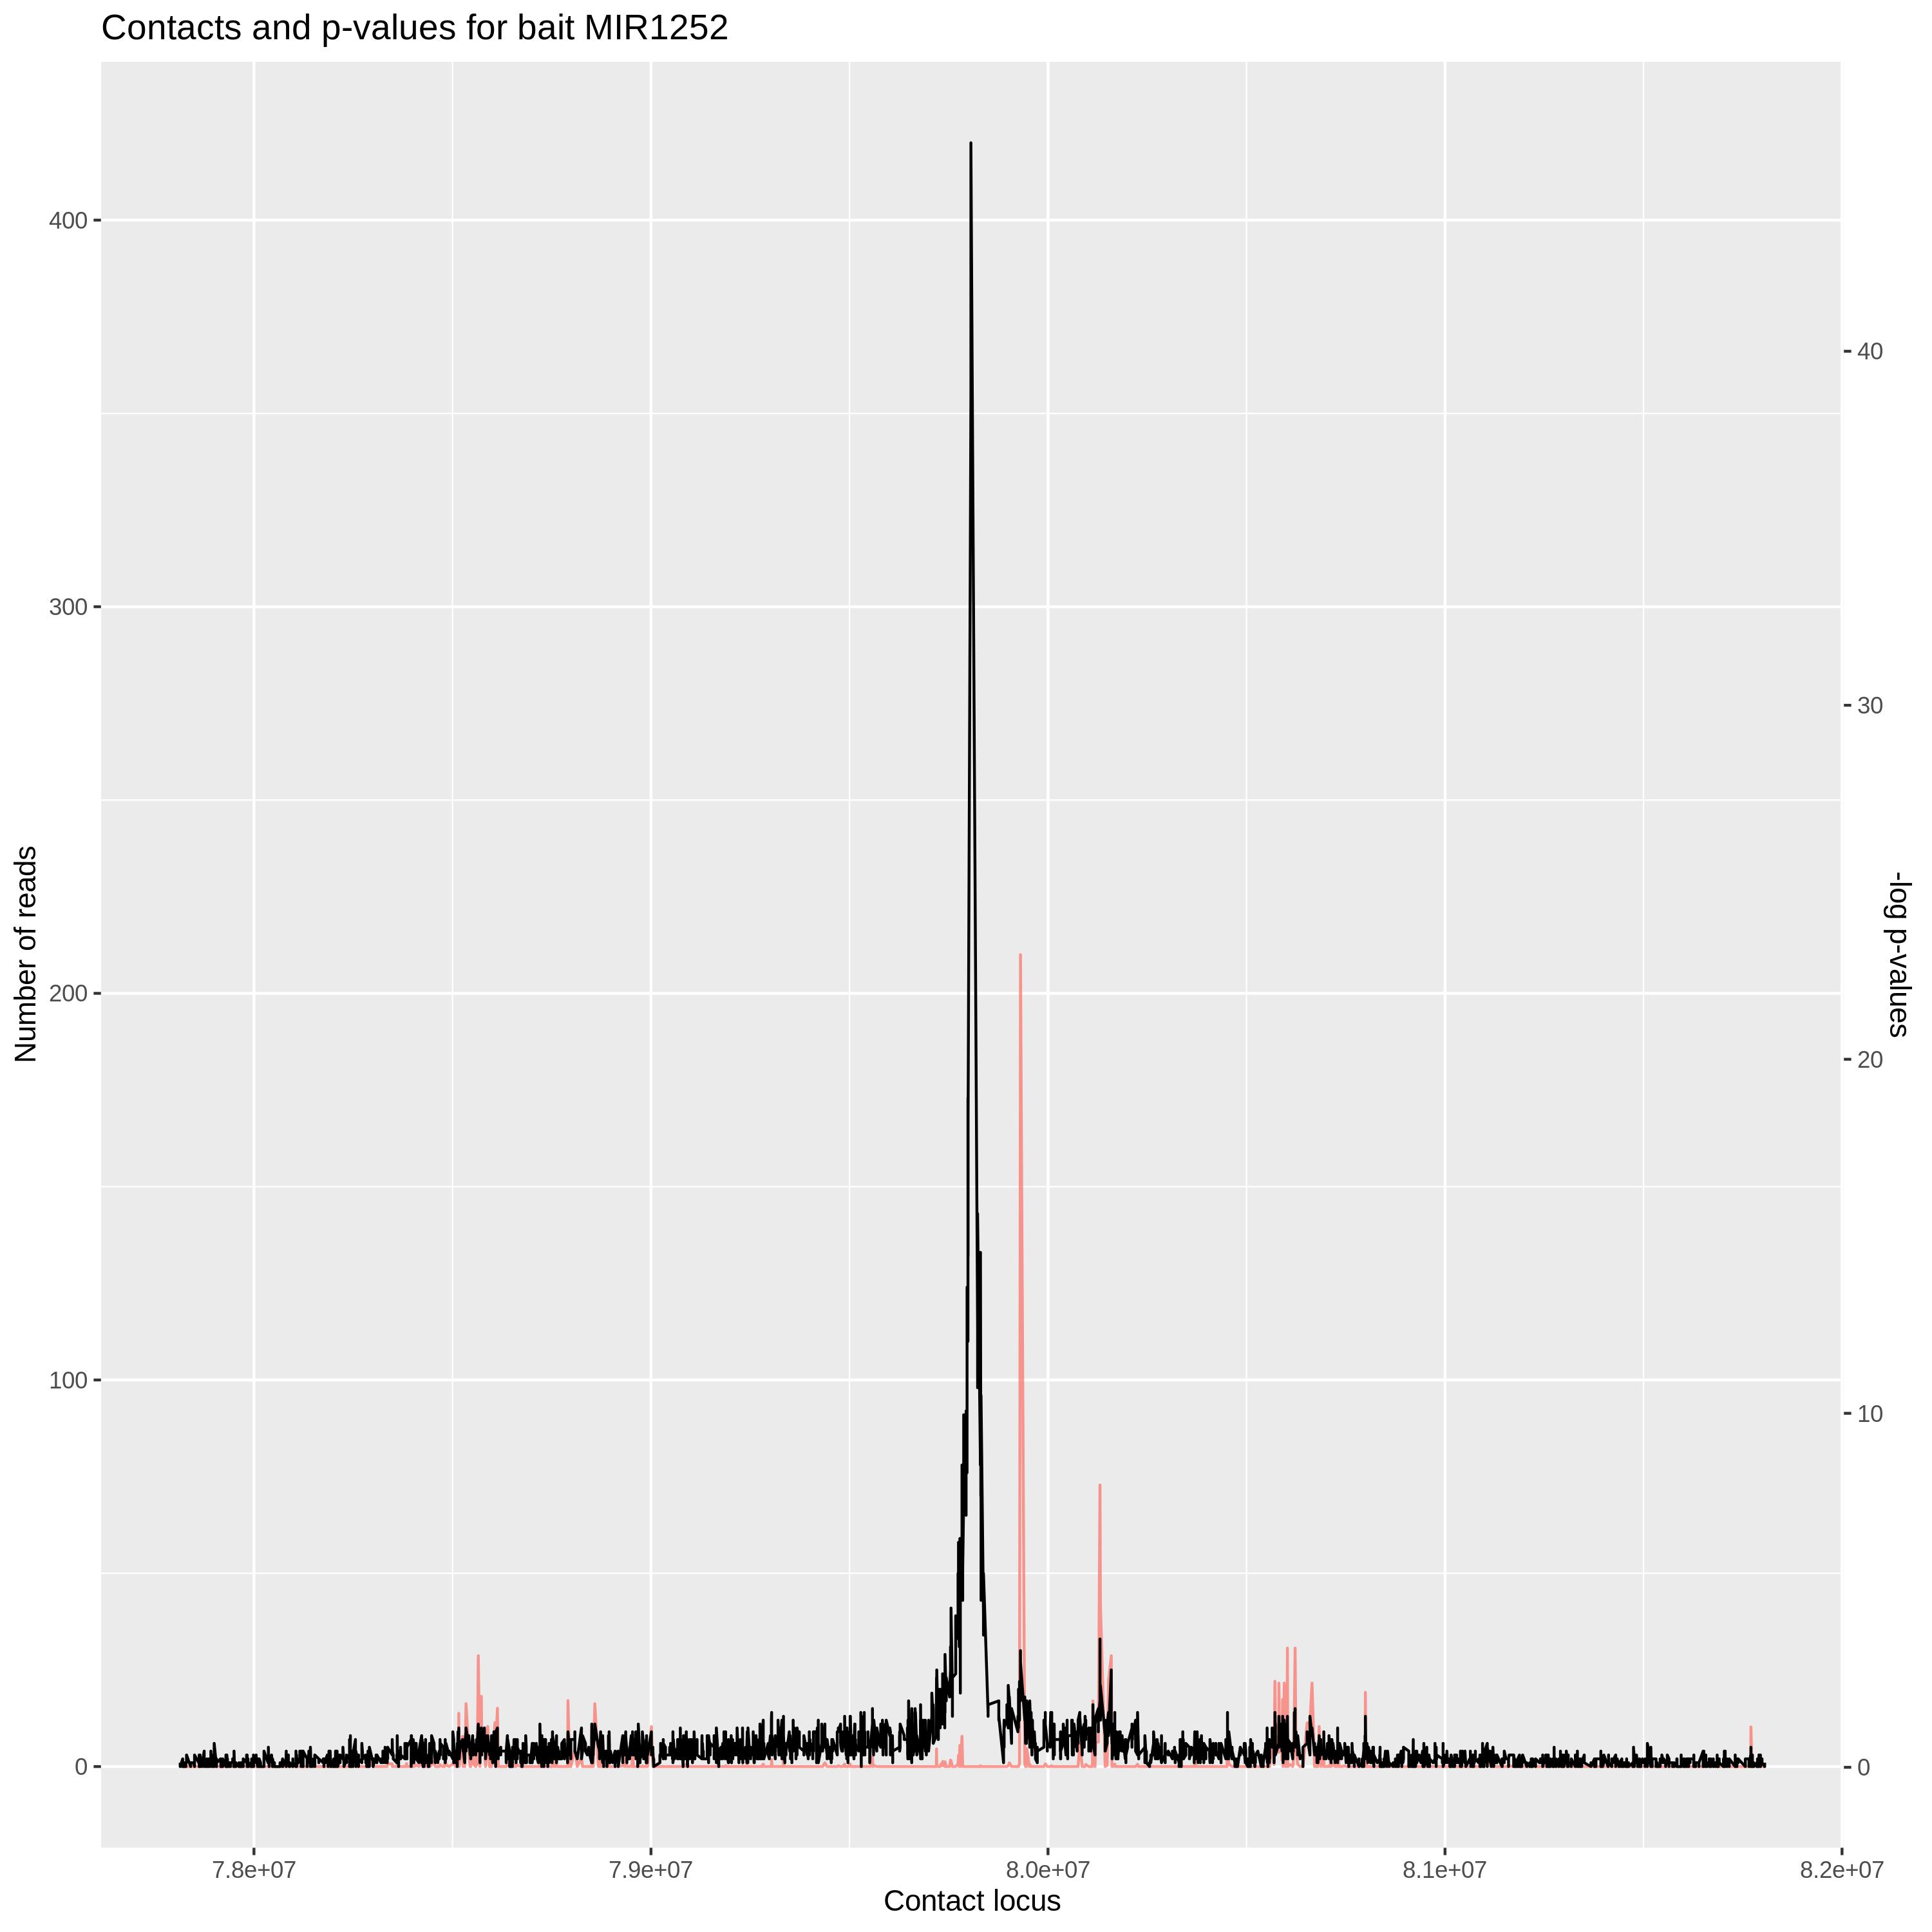 Contacts and p-values for bait MIR1252
Number of reads
400
300
200
100
0
40
30
20
10
0
-log p-values
7.8e+07 7.9e+07 8.0e+07 8.1e+07 8.2e+07
Contact locus